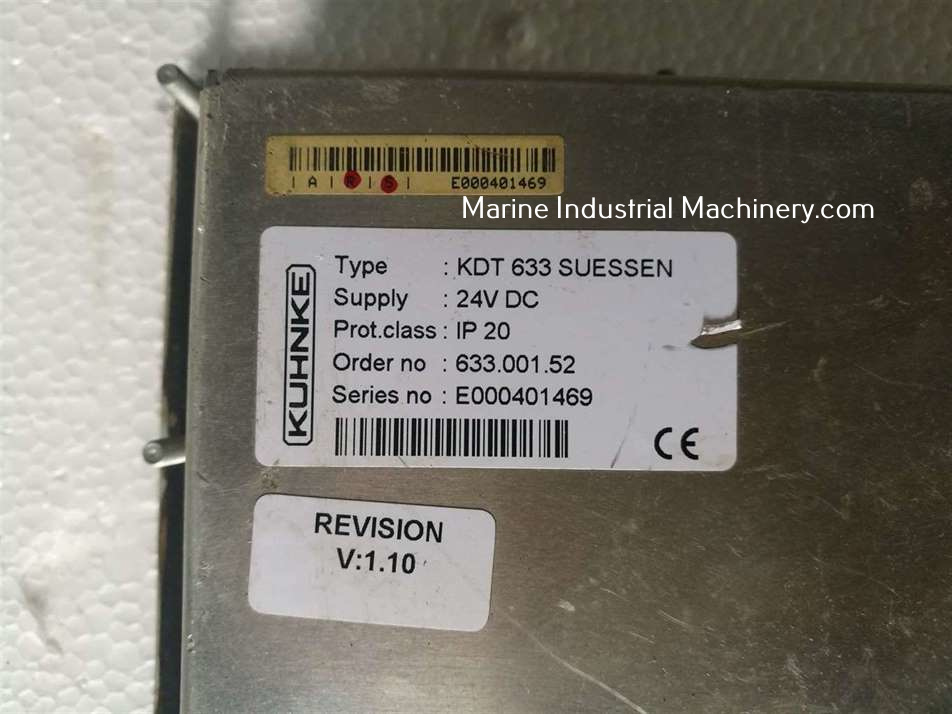 | A | R | S | E000401469
Marine Industrial Machinery.com
KUHNKE
Type : KDT 633 SUESSEN
Supply : 24V DC
Prot.class : IP 20
Order no : 633.001.52
Series no : E000401469
CE
REVISION
V:1.10